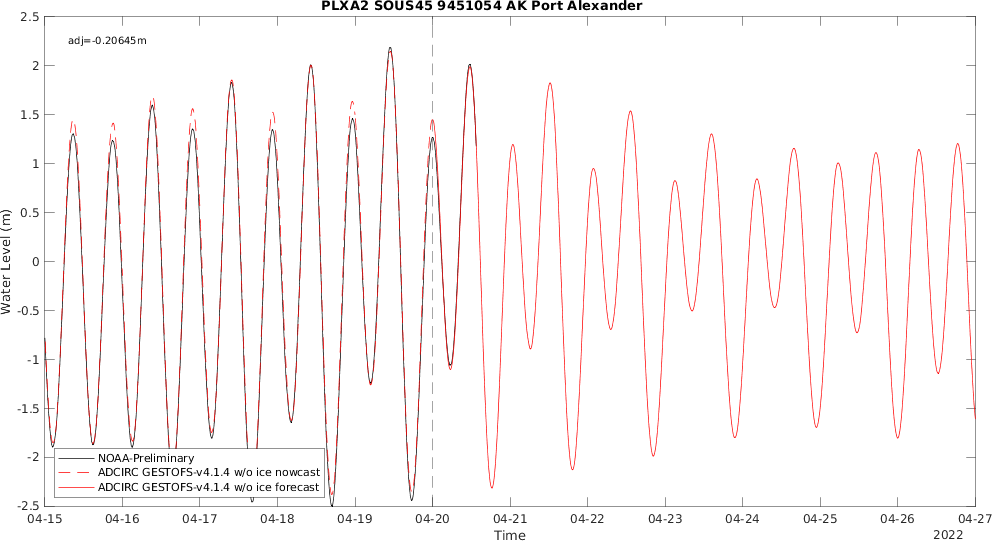 PLXA2 SOUS45 9451054 AK Port Alexander
adj=-0.20645m
2.5
2
1.5
1
0.5
0
-0.5
-1
-1.5
-2
-2.5
Water Level (m)
NOAA-Preliminary
ADCIRC GESTOFS-v4.1.4 w/o ice nowcast
ADCIRC GESTOFS-v4.1.4 w/o ice forecast
04-15 04-16 04-17 04-18 04-19 04-20 04-21 04-22 04-23 04-24 04-25 04-26 04-27
Time
2022